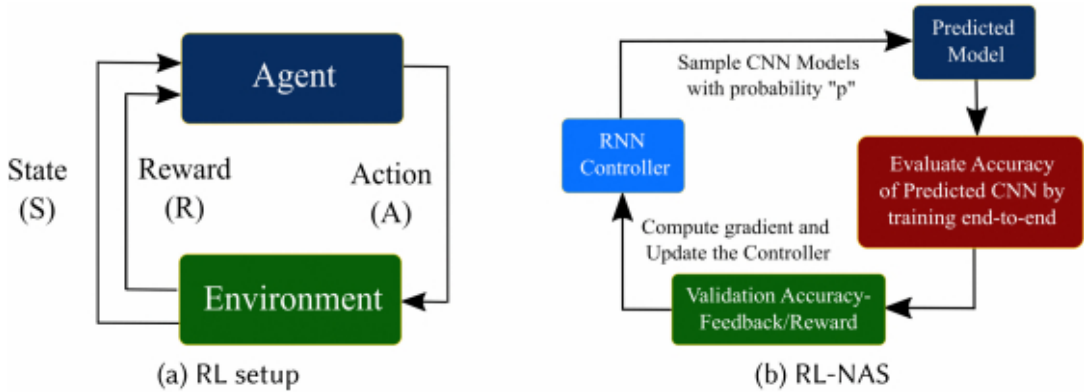 Agent
State
(S)
Reward
(R)
Action
(A)
Environment
(a) RL setup
Predicted
Model
Sample CNN Models
with probability "p"
RNN
Controller
Evaluate Accuracy
of Predicted CNN by
training end-to-end
Compute gradient and
Update the Controller
Validation Accuracy-
Feedback/Reward
(b) RL-NAS